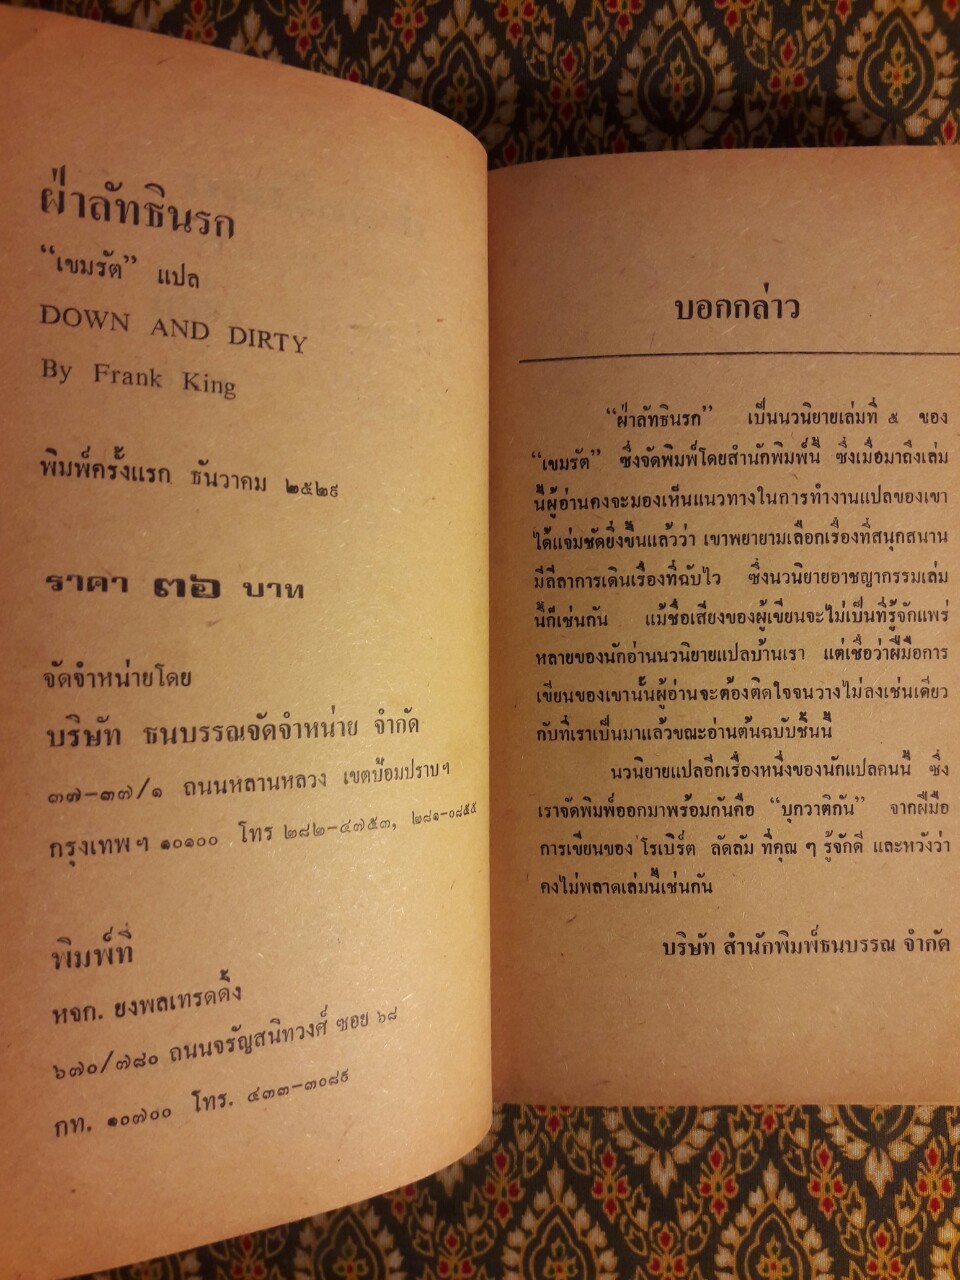 ฝ่าลัทธินรก
“เขมรัต” แปล
DOWN AND DIRTY
By Frank King
พิมพ์ครั้งแรก ธันวาคม ๒๕๒๙
ราคา ๓๖ บาท
จัดจำหน่ายโดย
บริษัท ธนบรรณจัดจำหน่าย จำกัด
๓๗-๓๗/๑ ถนนหลานหลวง เขตป้อมปราบฯ
กรุงเทพฯ ๑๐๑๐๐ โทร ๒๘๒-๔๗๕๓, ๒๘๑-๐๘๕๕
พิมพ์ที่
หจก. ยงพลเทรดดิ้ง
๖๗๐/๗๘๐ ถนนจรัญสนิทวงศ์ ซอย ๖๘
กท. ๑๐๗๐๐ โทร. ๔๓๓-๓๐๘๙
บอกกล่าว
“ฝ่าลัทธินรก” เป็นนวนิยายเล่มที่ ๕ ของ
“เขมรัต” ซึ่งจัดพิมพ์โดยสำนักพิมพ์นี้ ซึ่งเมื่อมาถึงเล่ม
นี้ผู้อ่านคงจะมองเห็นแนวทางในการทำงานแปลของเขา
ได้แจ่มชัดยิ่งขึ้นแล้วว่า เขาพยายามเลือกเรื่องที่สนุกสนาน
มีลีลาการเดินเรื่องที่ฉับไว ซึ่งนวนิยายอาชญากรรมเล่ม
นี้ก็เช่นกัน แม้ชื่อเสียงของผู้เขียนจะไม่เป็นที่รู้จักแพร่
หลายของนักอ่านนวนิยายแปลบ้านเรา แต่เชื่อว่าฝีมือการ
เขียนของเขานั้นผู้อ่านจะต้องติดใจจนวางไม่ลงเช่นเดียว
กับที่เราเป็นมาแล้วขณะอ่านต้นฉบับชิ้นนี้
นวนิยายแปลอีกเรื่องหนึ่งของนักแปลคนนี้ ซึ่ง
เราจัดพิมพ์ออกมาพร้อมกันคือ “บุกวาติกัน” จากฝีมือ
การเขียนของ โรเบิร์ต ลัดลัม ที่คุณ ๆ รู้จักดี และหวังว่า
คงไม่พลาดเล่มนี้เช่นกัน
บริษัท สำนักพิมพ์ธนบรรณ จำกัด